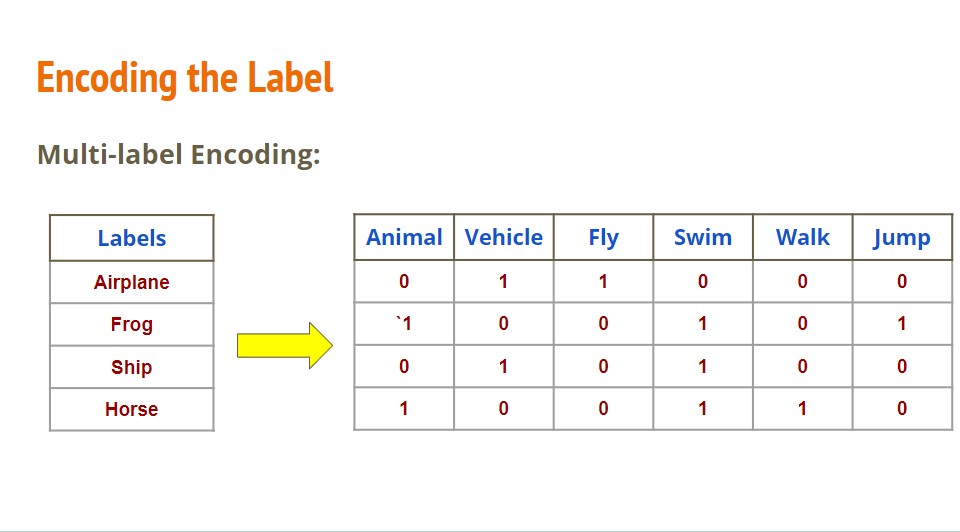 Encoding the Label
Multi-label Encoding:
Labels
Airplane
Frog
Ship
Horse
Animal Vehicle Fly Swim Walk Jump
0 1 1 0 0 0
`1 0 0 1 0 1
0 1 0 1 0 0
1 0 0 1 1 0